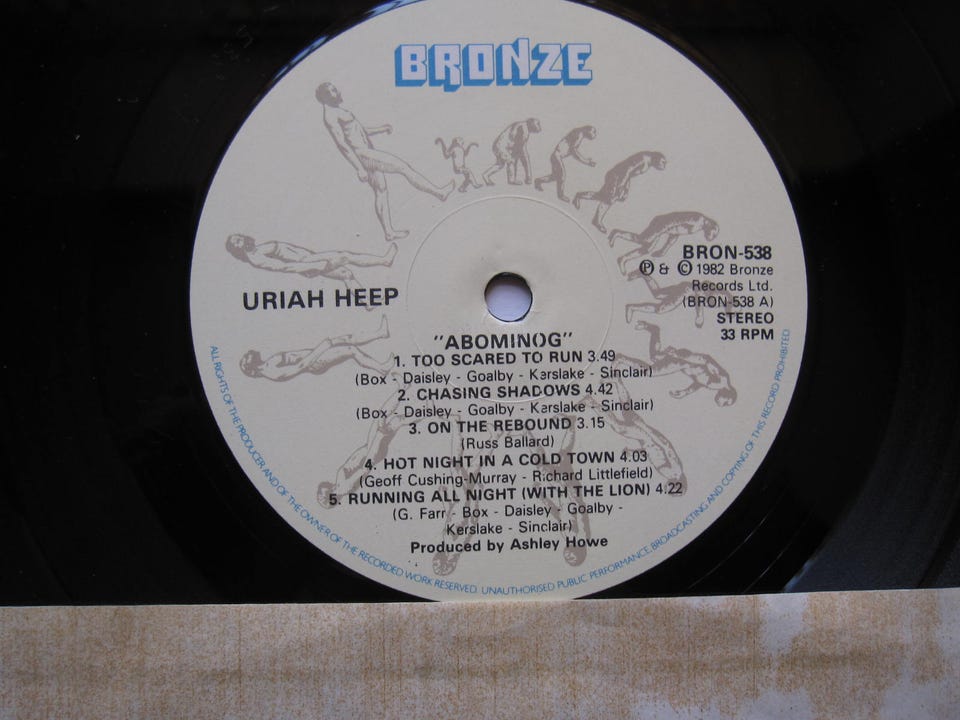 BRONZE
URIAH HEEP
BRON-538
Ⓟ & © 1982 Bronze
Records Ltd.
(BRON-538 A)
STEREO
33 RPM
"ABOMINOG"
1. TOO SCARED TO RUN 3.49
(Box - Daisley - Goalby - Kerslake - Sinclair)
2. CHASING SHADOWS 4.42
(Box - Daisley - Goalby - Kerslake - Sinclair)
3. ON THE REBOUND 3.15
(Russ Ballard)
4. HOT NIGHT IN A COLD TOWN 4.03
(Geoff Cushing-Murray - Richard Littlefield)
5. RUNNING ALL NIGHT (WITH THE LION) 4.22
(G. Farr - Box - Daisley - Goalby -
Kerslake - Sinclair)
Produced by Ashley Howe
ALL RIGHTS OF THE PRODUCER AND OF THE OWNER OF THE RECORDED WORK RESERVED. UNAUTHORISED PUBLIC PERFORMANCE, BROADCASTING AND COPYING OF THIS RECORD PROHIBITED